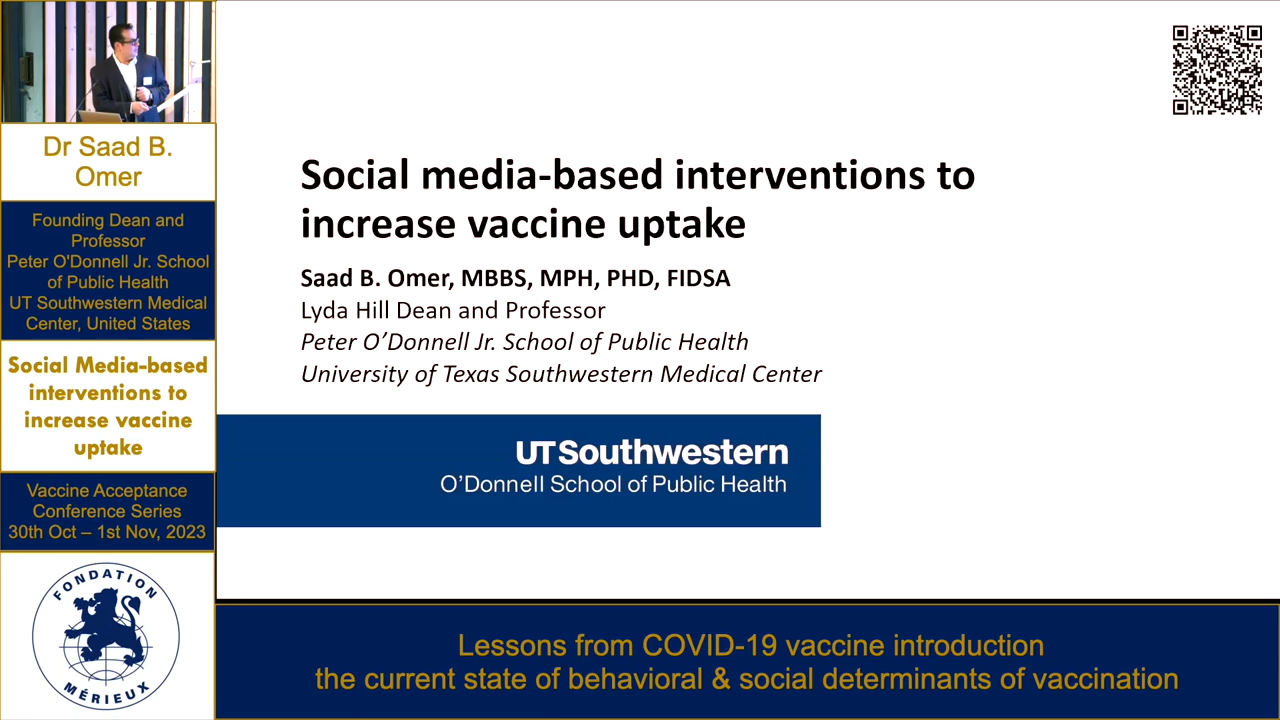 Dr Saad B.
Omer
Founding Dean and
Professor
Peter O'Donnell Jr. School
of Public Health
UT Southwestern Medical
Center, United States
Social Media-based
interventions to
increase vaccine
uptake
Vaccine Acceptance
Conference Series
30th Oct – 1st Nov, 2023
FONDATION
MÉRIEUX
Social media-based interventions to
increase vaccine uptake
Saad B. Omer, MBBS, MPH, PHD, FIDSA
Lyda Hill Dean and Professor
Peter O’Donnell Jr. School of Public Health
University of Texas Southwestern Medical Center
UTSouthwestern
O’Donnell School of Public Health
Lessons from COVID-19 vaccine introduction
the current state of behavioral & social determinants of vaccination